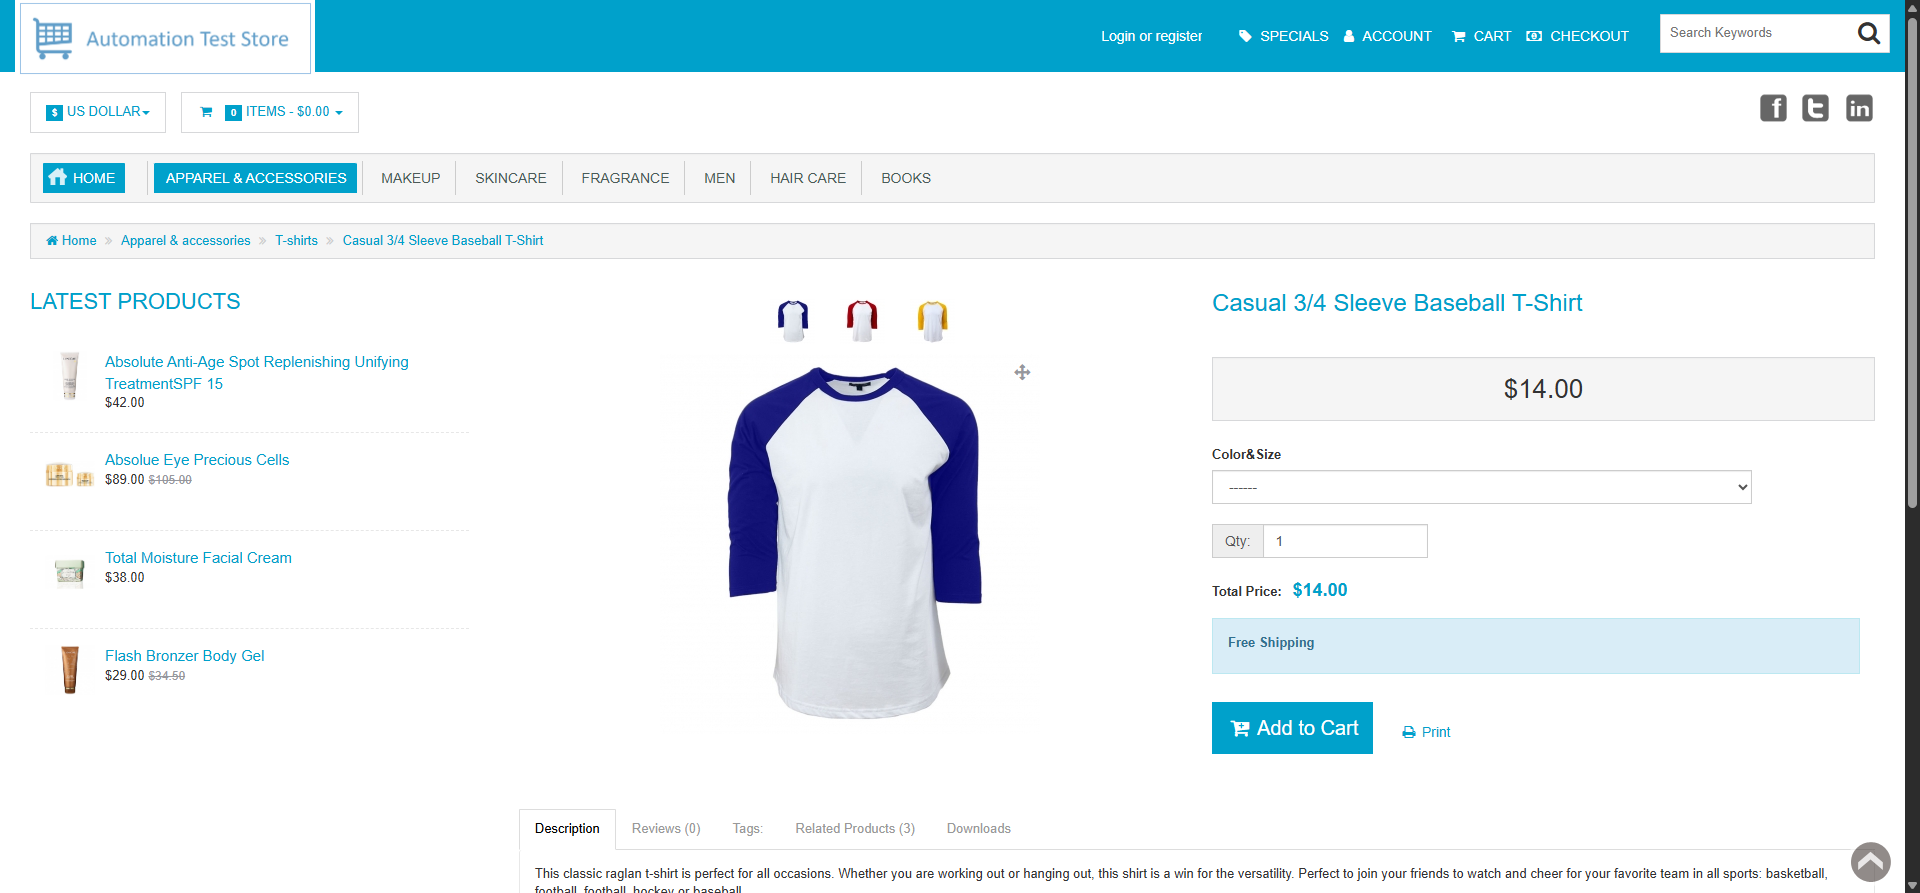 Automation Test Store
Login or register
SPECIALS
ACCOUNT
CART
CHECKOUT
Search Keywords
$ US DOLLAR
0 ITEMS - $0.00
HOME
APPAREL & ACCESSORIES
MAKEUP
SKINCARE
FRAGRANCE
MEN
HAIR CARE
BOOKS
Home » Apparel & accessories » T-shirts » Casual 3/4 Sleeve Baseball T-Shirt
LATEST PRODUCTS
Absolute Anti-Age Spot Replenishing Unifying
TreatmentSPF 15
$42.00
Absolue Eye Precious Cells
$89.00 $105.00
Total Moisture Facial Cream
$38.00
Flash Bronzer Body Gel
$29.00 $34.50
Casual 3/4 Sleeve Baseball T-Shirt
$14.00
Color&Size
------
Qty: 1
Total Price: $14.00
Free Shipping
Add to Cart
Print
Description
Reviews (0)
Tags:
Related Products (3)
Downloads
This classic raglan t-shirt is perfect for all occasions. Whether you are working out or hanging out, this shirt is a win for the versatility. Perfect to join your friends to watch and cheer for your favorite team in all sports: basketball,
football, football, hockey or baseball